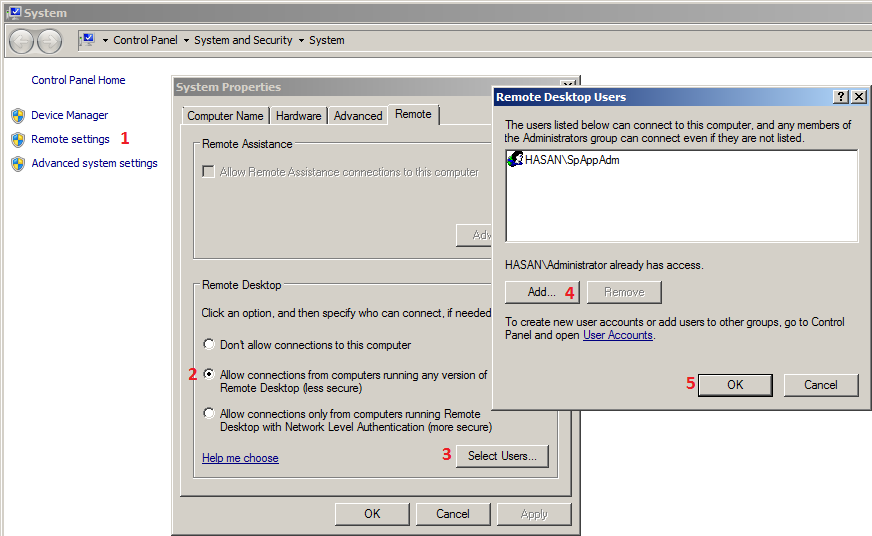 System
Control Panel System and Security System
Control Panel Home
Device Manager
Remote settings 1
Advanced system settings
System Properties
Computer Name Hardware Advanced Remote
Remote Assistance
Allow Remote Assistance connections to this computer
Remote Desktop
Click an option, and then specify who can connect, if needed
Don't allow connections to this computer
2 Allow connections from computers running any version of
Remote Desktop (less secure)
Allow connections only from computers running Remote
Desktop with Network Level Authentication (more secure)
Help me choose
3 Select Users...
OK Cancel Apply
Remote Desktop Users
The users listed below can connect to this computer, and any members of
the Administrators group can connect even if they are not listed.
HASAN\SpAppAdm
HASAN\Administrator already has access.
Add... 4 Remove
To create new user accounts or add users to other groups, go to Control
Panel and open User Accounts.
5 OK Cancel